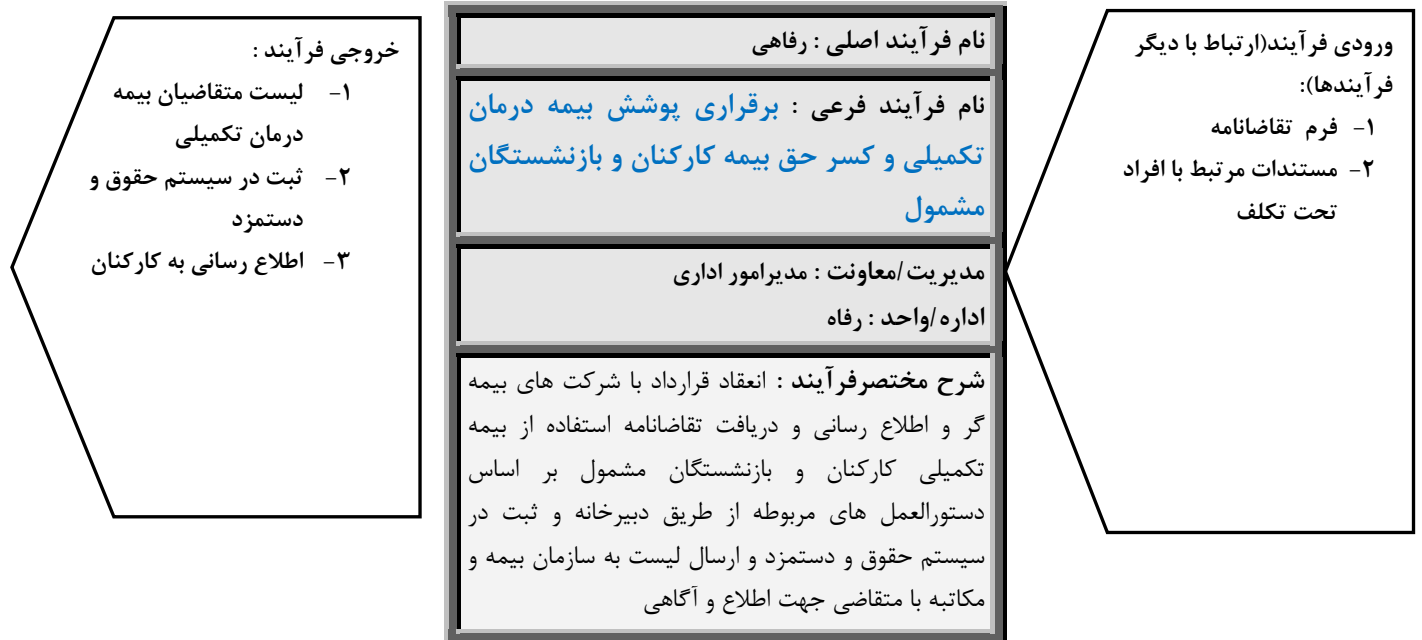 ورودی فرآیند(ارتباط با دیگر
فرآیندها):
۱- فرم تقاضانامه
۲- مستندات مرتبط با افراد
تحت تکلف
نام فرآیند اصلی : رفاهی
نام فرآیند فرعی : برقراری پوشش بیمه درمان
تکمیلی و کسر حق بیمه کارکنان و بازنشستگان
مشمول
مدیریت/معاونت : مدیرامور اداری
اداره/واحد : رفاه
شرح مختصرفرآیند : انعقاد قرارداد با شرکت های بیمه
گر و اطلاع رسانی و دریافت تقاضانامه استفاده از بیمه
تکمیلی کارکنان و بازنشستگان مشمول بر اساس
دستورالعمل های مربوطه از طریق دبیرخانه و ثبت در
سیستم حقوق و دستمزد و ارسال لیست به سازمان بیمه و
مکاتبه با متقاضی جهت اطلاع و آگاهی
خروجی فرآیند :
۱- لیست متقاضیان بیمه
درمان تکمیلی
۲- ثبت در سیستم حقوق و
دستمزد
۳- اطلاع رسانی به کارکنان